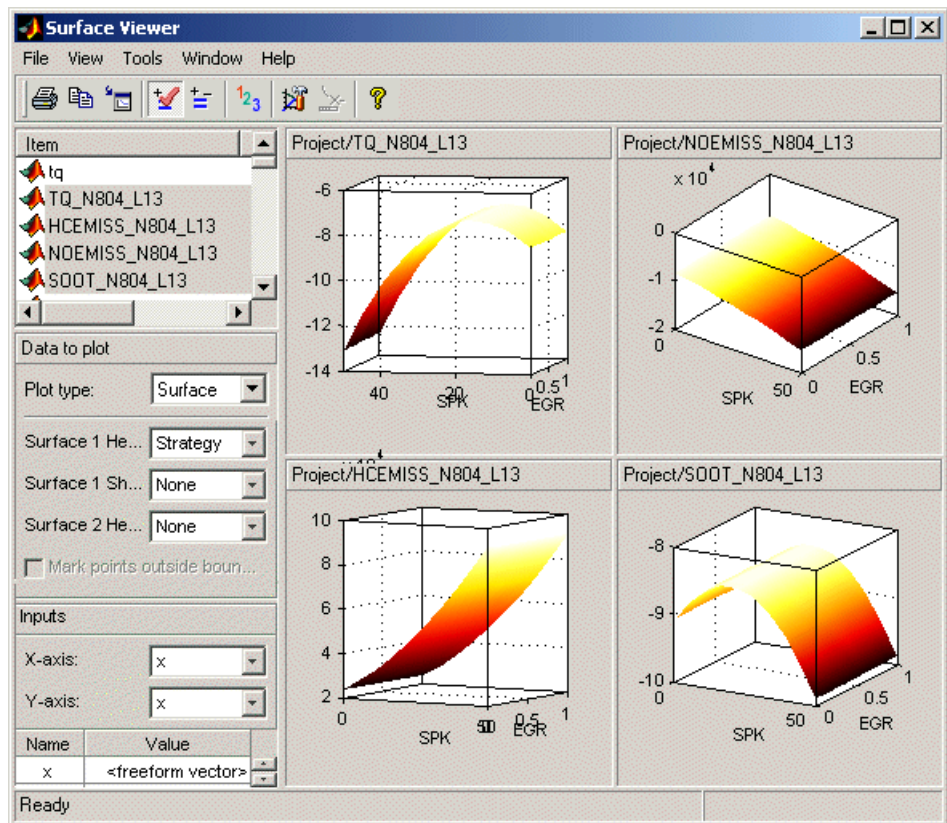 Surface Viewer
File View Tools Window Help
Item
tq
TQ_N804_L13
HCEMISS_N804_L13
NOEMISS_N804_L13
SOOT_N804_L13
Data to plot
Plot type: Surface
Surface 1 He... Strategy
Surface 1 Sh... None
Surface 2 He... None
Mark points outside boun...
Inputs
X-axis: x
Y-axis: x
Name Value
x <freeform vector>
Project/TQ_N804_L13
-6
-8
-10
-12
-14
40 20 0 0.5 1
SPK EGR
Project/NOEMISS_N804_L13
x 10^4
0
-1
-2
0 50 0 0.5 1
SPK EGR
Project/HCEMISS_N804_L13
10
8
6
4
2
0 50 0 0.5 1
SPK EGR
Project/SOOT_N804_L13
-8
-9
-10
0 50 0 0.5 1
SPK EGR
Ready